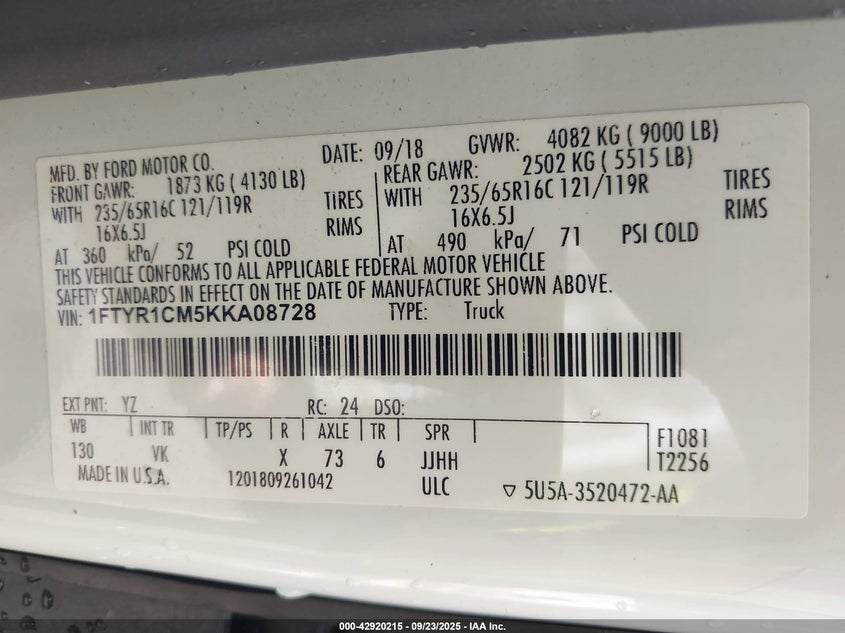 MFD. BY FORD MOTOR CO. DATE: 09/18 GVWR: 4082 KG ( 9000 LB)
FRONT GAWR: 1873 KG ( 4130 LB) REAR GAWR: 2502 KG ( 5515 LB)
WITH 235/65R16C 121/119R TIRES WITH 235/65R16C 121/119R TIRES
16X6.5J RIMS 16X6.5J RIMS
AT 360 kPa/ 52 PSI COLD AT 490 kPa/ 71 PSI COLD
THIS VEHICLE CONFORMS TO ALL APPLICABLE FEDERAL MOTOR VEHICLE
SAFETY STANDARDS IN EFFECT ON THE DATE OF MANUFACTURE SHOWN ABOVE.
VIN: 1FTYR1CM5KKA08728 TYPE: Truck
EXT PNT: YZ RC: 24 DSO:
WB INT TR TP/PS R AXLE TR SPR F1081
130 VK X 73 6 JJHH T2256
MADE IN U.S.A. 1201809261042 ULC ▽ 5U5A-3520472-AA
000-42920215 - 09/23/2025 - IAA Inc.